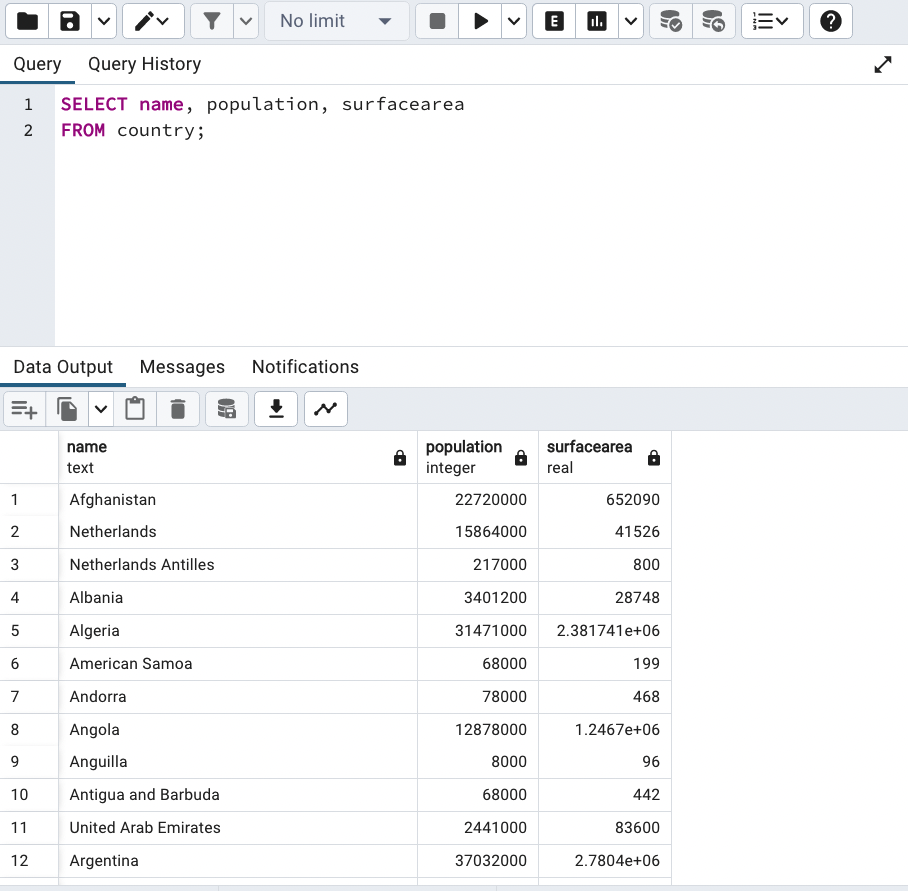 No limit
E
Query Query History
1 SELECT name, population, surfacearea
2 FROM country;
Data Output Messages Notifications
name population surfacearea
text integer real
1 Afghanistan 22720000 652090
2 Netherlands 15864000 41526
3 Netherlands Antilles 217000 800
4 Albania 3401200 28748
5 Algeria 31471000 2.381741e+06
6 American Samoa 68000 199
7 Andorra 78000 468
8 Angola 12878000 1.2467e+06
9 Anguilla 8000 96
10 Antigua and Barbuda 68000 442
11 United Arab Emirates 2441000 83600
12 Argentina 37032000 2.7804e+06